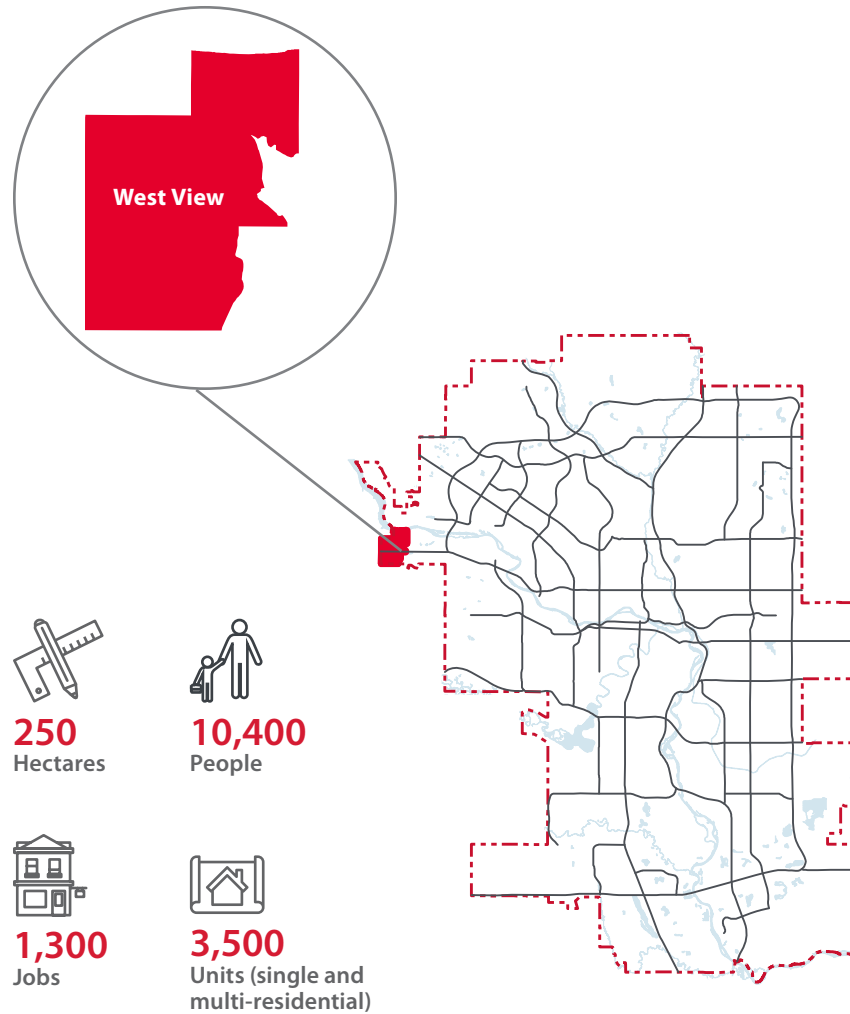 West View
250
Hectares
10,400
People
1,300
Jobs
3,500
Units (single and
multi-residential)